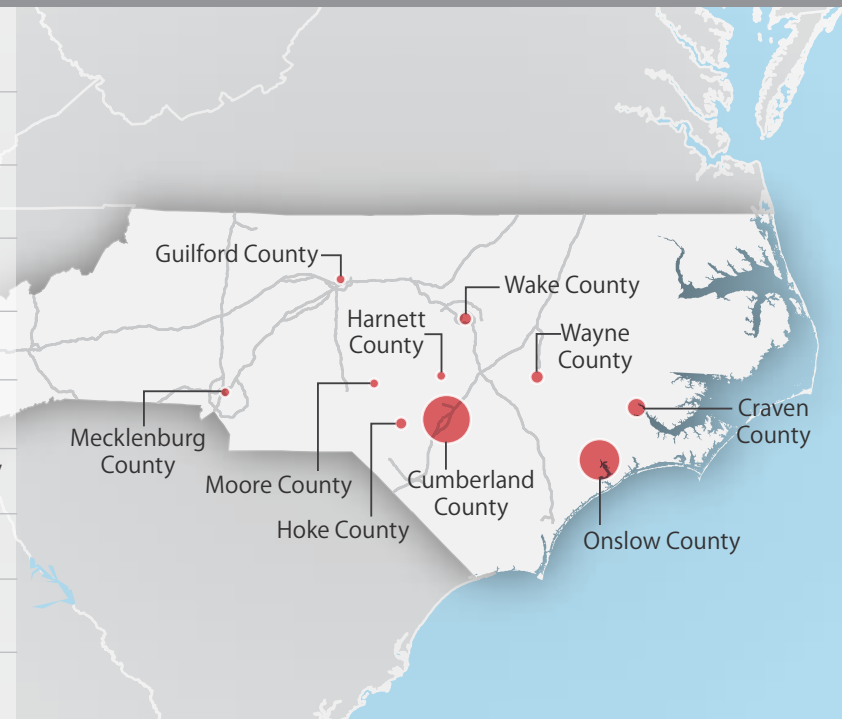 Guilford County
Wake County
Harnett
County
Wayne
County
Craven
County
Mecklenburg
County
Moore County
Cumberland
County
Hoke County
Onslow County